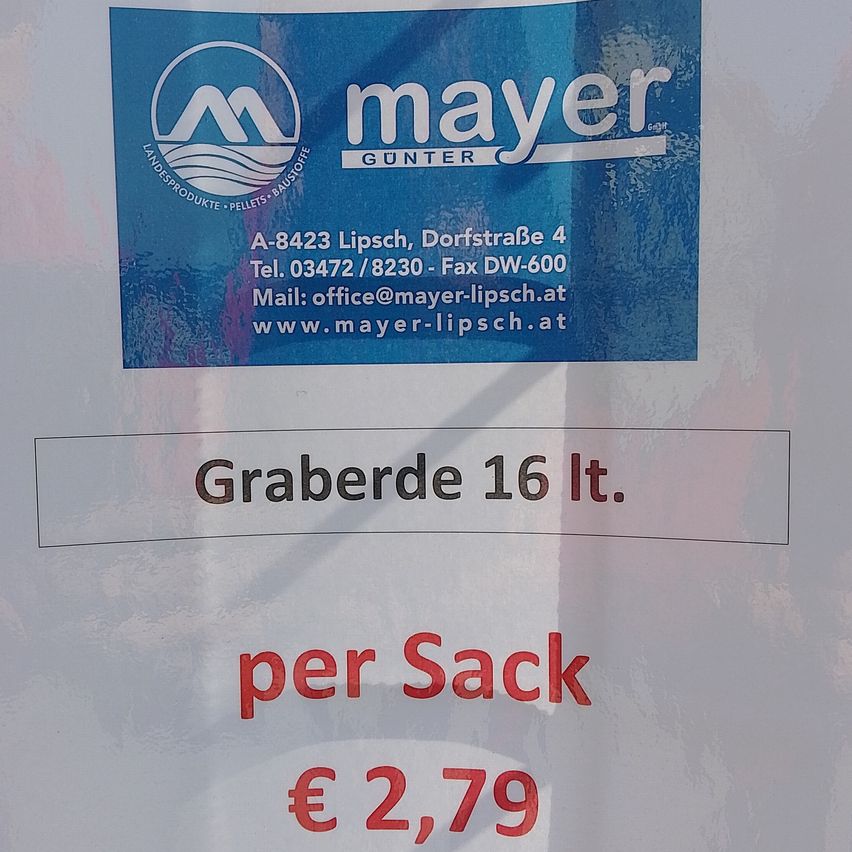 LANDESPRODUKTE • PELLETS • BAUSTOFFE
mayer
GmbH
GÜNTER
A-8423 Lipsch, Dorfstraße 4
Tel. 03472 / 8230 - Fax DW-600
Mail: office@mayer-lipsch.at
www.mayer-lipsch.at
Graberde 16 lt.
per Sack
€ 2,79